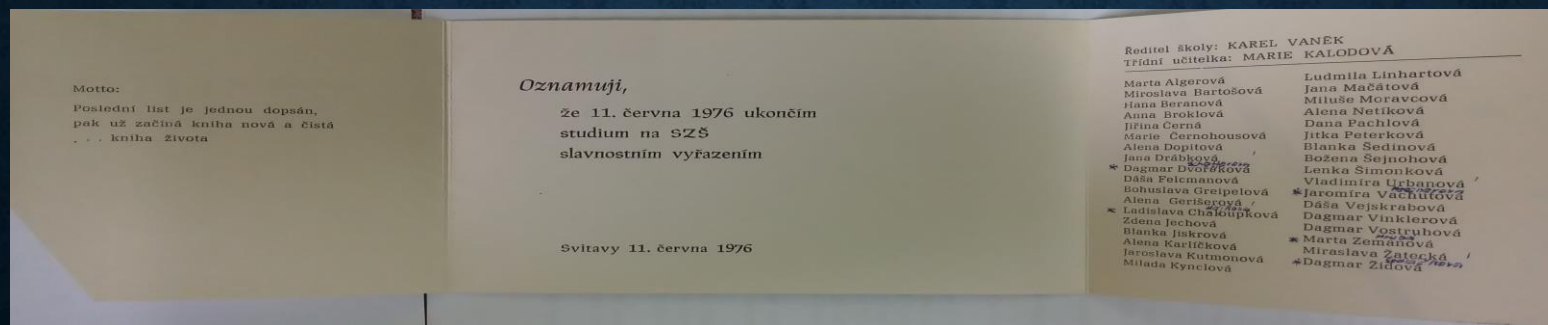 Motto:
Poslední list je jednou dopsán,
pak už začíná kniha nová a čistá
. . . kniha života
Oznamuji,
že 11. června 1976 ukončím
studium na SZŠ
slavnostním vyřazením
Svitavy 11. června 1976
Ředitel školy: KAREL VANĚK
Třídní učitelka: MARIE KALODOVÁ
Marta Algerová
Miroslava Bartošová
Hana Beranová
Anna Broklová
Jiřina Černá
Marie Černohousová
Alena Dopitová
Jana Drábková
* Dagmar Dvořáková
Dáša Felcmanová
Bohuslava Greipelová
Alena Gerišerová
* Ladislava Chaloupková
Zdena Jechová
Blanka Jiskrová
Alena Karlíčková
Jaroslava Kutmonová
Milada Kynclová
Ludmila Linhartová
Jana Mačátová
Miluše Moravcová
Alena Netíková
Dana Pachlová
Jitka Peterková
Blanka Šedinová
Božena Šejnohová
Lenka Šimonková
Vladimíra Urbanová
* Jaromíra Vachutová
Dáša Vejskrabová
Dagmar Vinklerová
Dagmar Vostruhová
* Marta Zemanová
Miraslava Zatocká
* Dagmar Židová